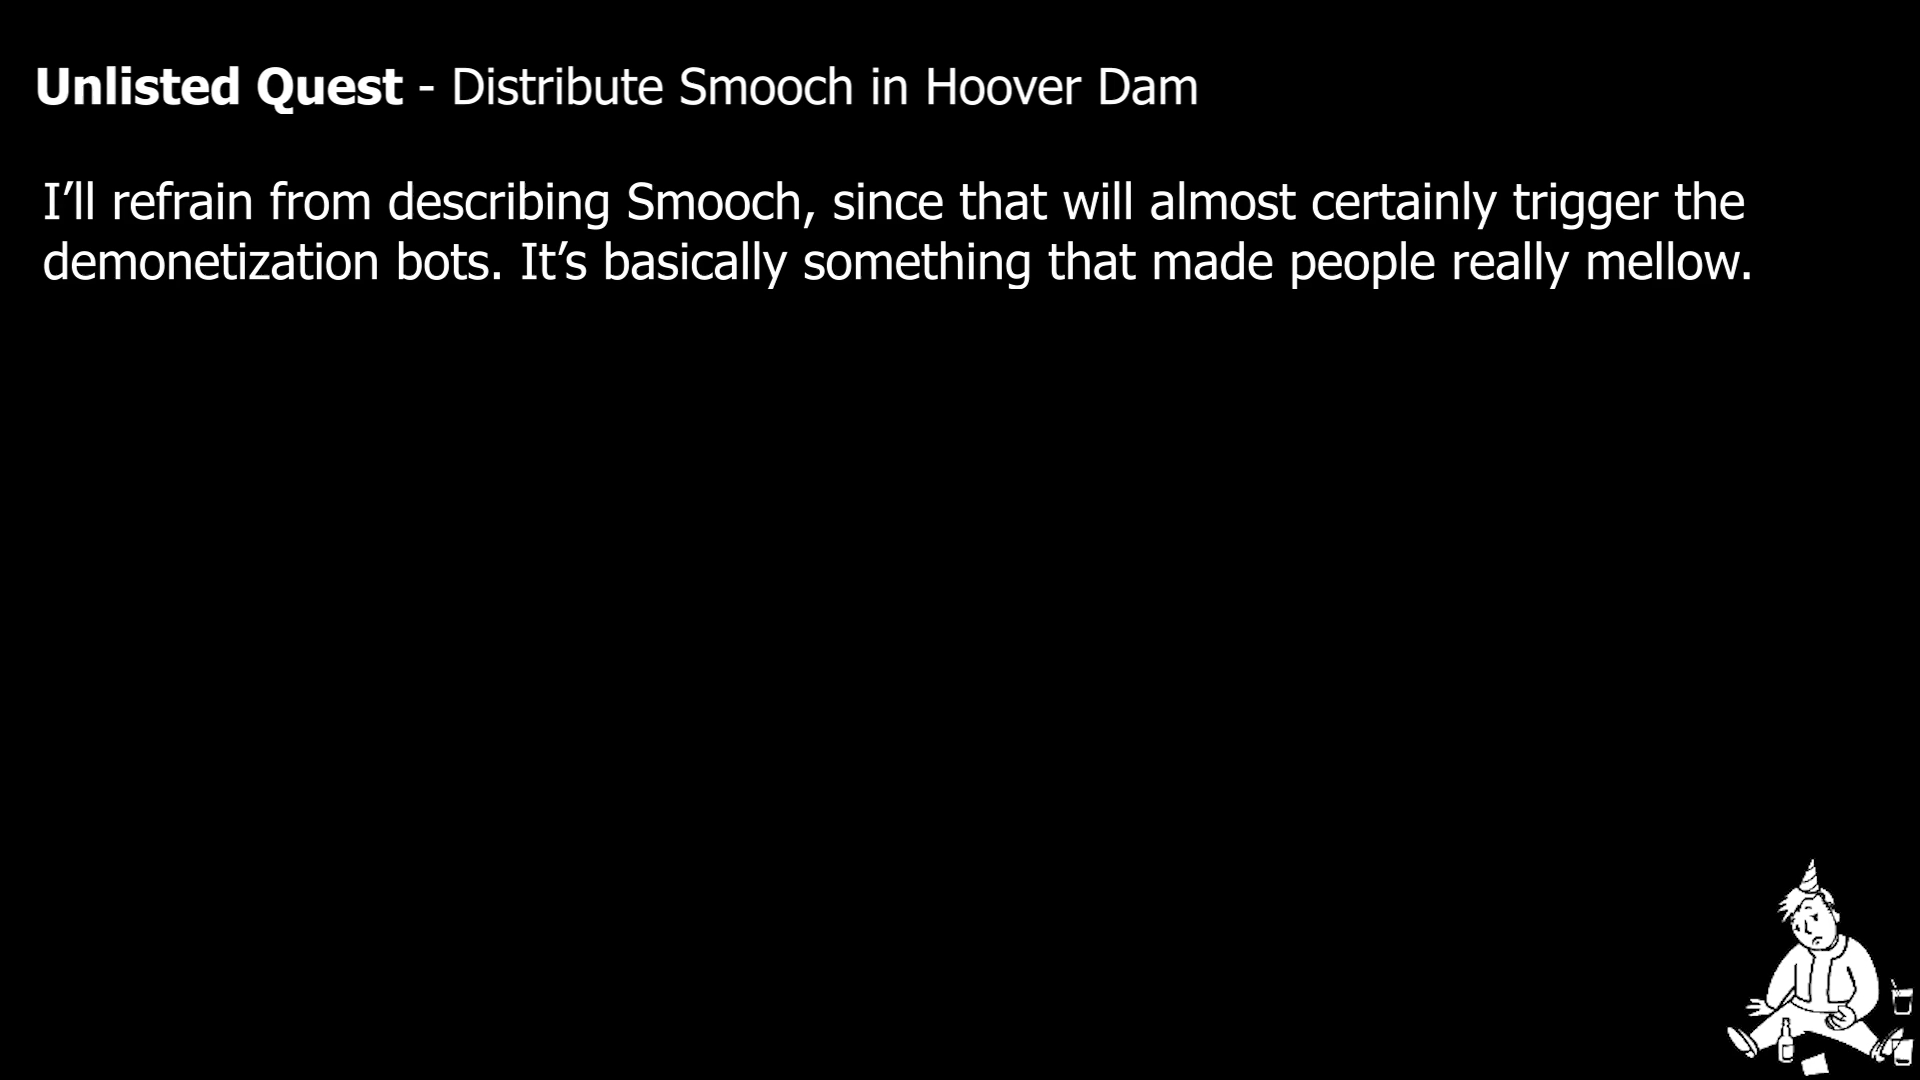 Unlisted Quest - Distribute Smooch in Hoover Dam
I’ll refrain from describing Smooch, since that will almost certainly trigger the
demonetization bots. It’s basically something that made people really mellow.